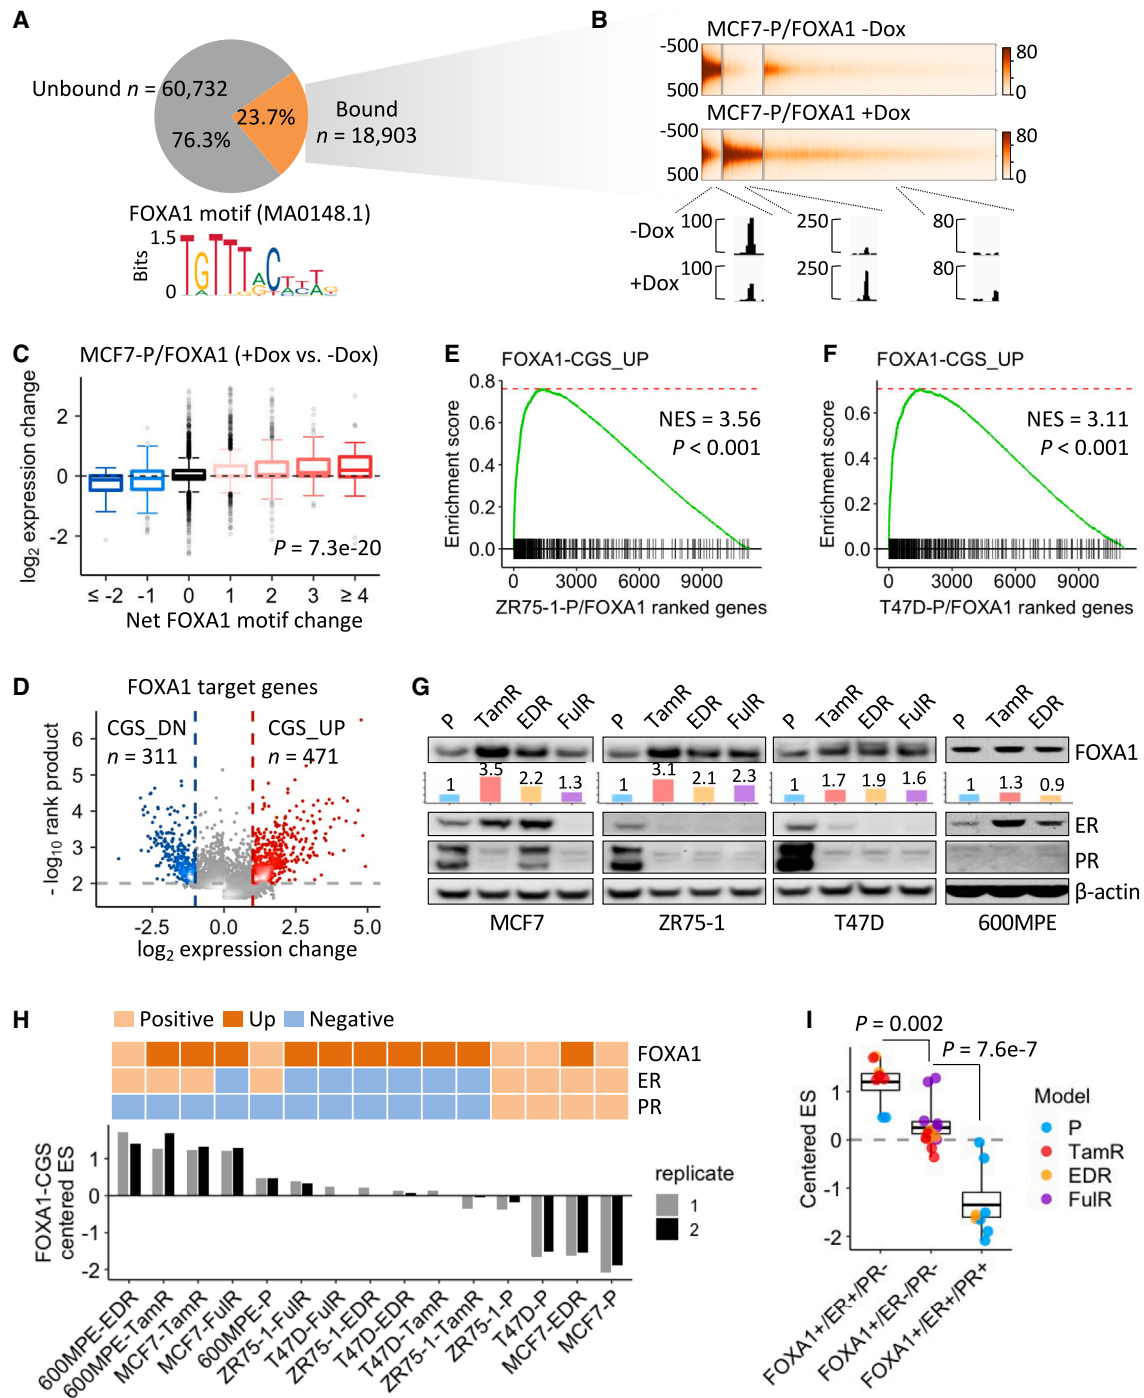 A
Unbound n = 60,732
23.7%
76.3%
Bound
n = 18,903
FOXA1 motif (MA0148.1)
1.5
Bits
0
TGTTTACTTT
B
MCF7-P/FOXA1 -Dox
-500
500
80
0
MCF7-P/FOXA1 +Dox
-500
500
80
0
-Dox
100
0
250
0
80
0
+Dox
100
0
250
0
80
0
C
MCF7-P/FOXA1 (+Dox vs. -Dox)
log2 expression change
2
0
-2
P = 7.3e-20
≤ -2 -1 0 1 2 3 ≥ 4
Net FOXA1 motif change
E
FOXA1-CGS_UP
Enrichment score
0.8
0.6
0.4
0.2
0.0
NES = 3.56
P < 0.001
0 3000 6000 9000
ZR75-1-P/FOXA1 ranked genes
F
FOXA1-CGS_UP
Enrichment score
0.6
0.4
0.2
0.0
NES = 3.11
P < 0.001
0 3000 6000 9000
T47D-P/FOXA1 ranked genes
D
FOXA1 target genes
- log10 rank product
6
5
4
3
2
CGS_DN
n = 311
CGS_UP
n = 471
-2.5 0.0 2.5 5.0
log2 expression change
G
P TamR EDR FulR P TamR EDR FulR P TamR EDR FulR P TamR EDR
FOXA1
1 3.5 2.2 1.3 1 3.1 2.1 2.3 1 1.7 1.9 1.6 1 1.3 0.9
ER
PR
β-actin
MCF7 ZR75-1 T47D 600MPE
H
Positive Up Negative
FOXA1
ER
PR
FOXA1-CGS
centered ES
1
0
-1
-2
replicate
1
2
600MPE-EDR
600MPE-TamR
MCF7-TamR
MCF7-FulR
600MPE-P
ZR75-1-FulR
T47D-FulR
ZR75-1-EDR
T47D-EDR
T47D-TamR
ZR75-1-TamR
ZR75-1-P
T47D-P
MCF7-EDR
MCF7-P
I
P = 0.002
P = 7.6e-7
Centered ES
1
0
-1
-2
Model
P
TamR
EDR
FulR
FOXA1+/ER+/PR-
FOXA1+/ER-/PR-
FOXA1+/ER+/PR+